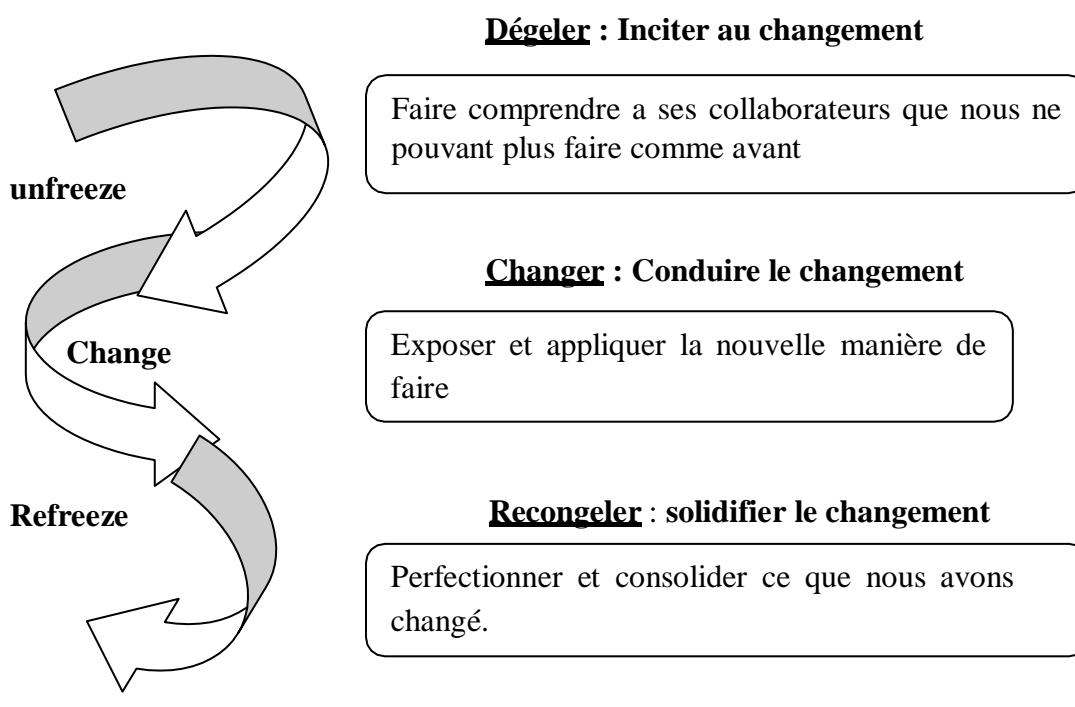 Dégeler : Inciter au changement
Faire comprendre a ses collaborateurs que nous ne
pouvant plus faire comme avant
unfreeze
Changer : Conduire le changement
Change
Exposer et appliquer la nouvelle manière de
faire
Refreeze
Recongeler : solidifier le changement
Perfectionner et consolider ce que nous avons
changé.